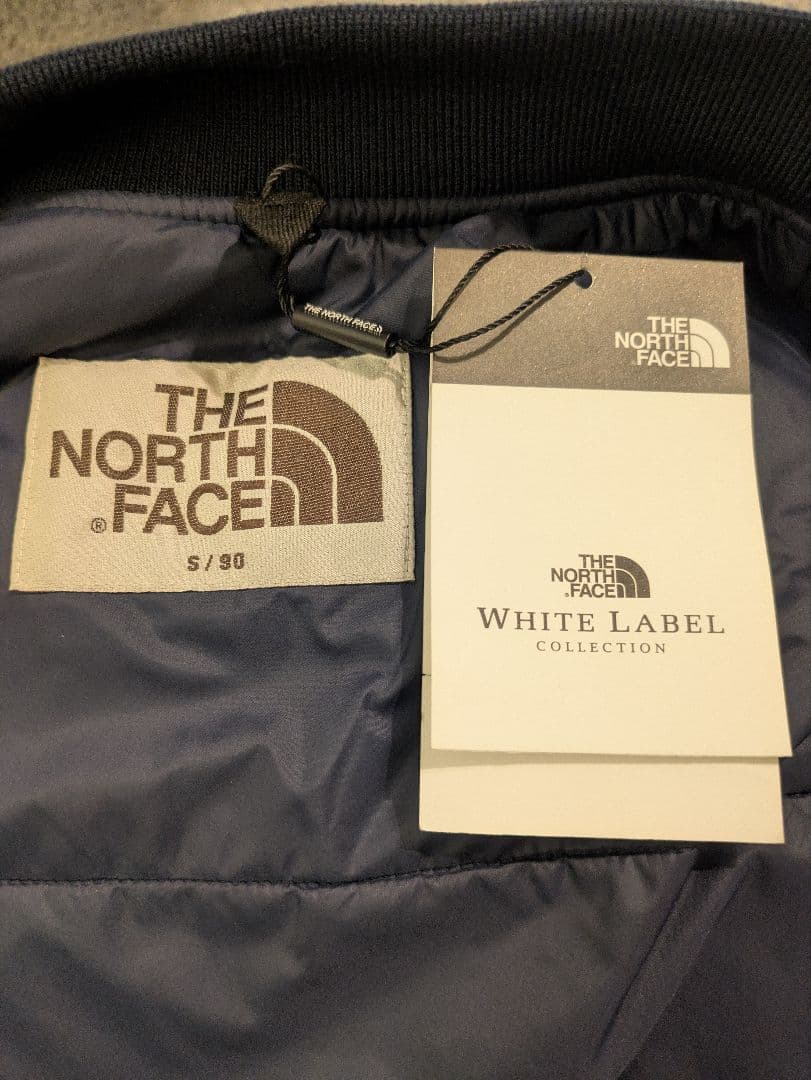 THE NORTH FACE
THE
NORTH
FACE
®
S / 90
THE
NORTH
FACE
THE
NORTH
FACE
WHITE LABEL
COLLECTION